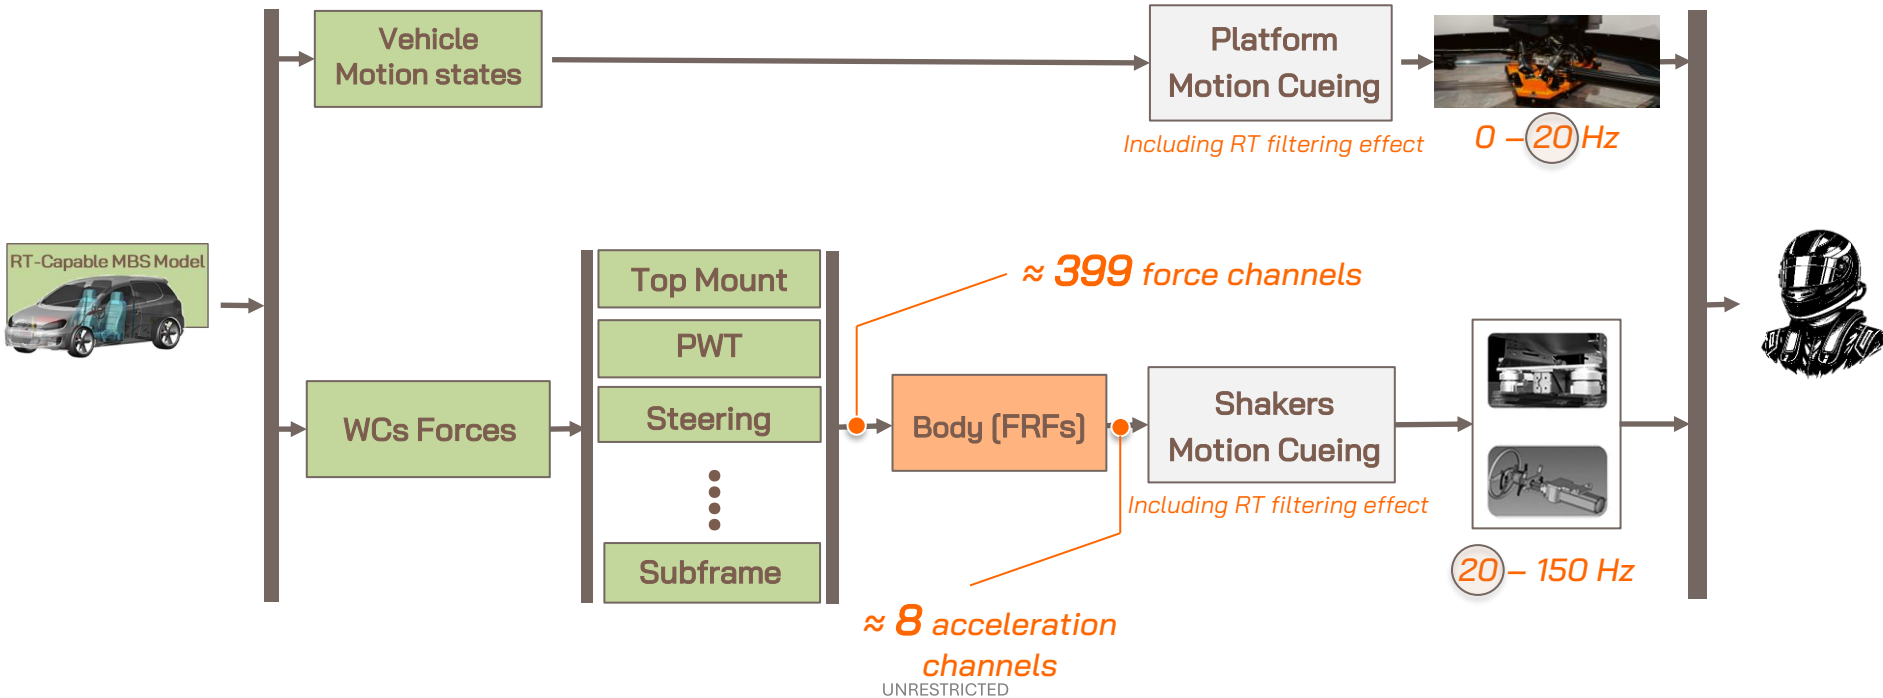 Vehicle
Motion states
Platform
Motion Cueing
Including RT filtering effect
0 – 20 Hz
RT-Capable MBS Model
WCs Forces
Top Mount
PWT
Steering
Subframe
≈ 399 force channels
Body (FRFs)
≈ 8 acceleration
channels
Shakers
Motion Cueing
Including RT filtering effect
20 – 150 Hz
UNRESTRICTED